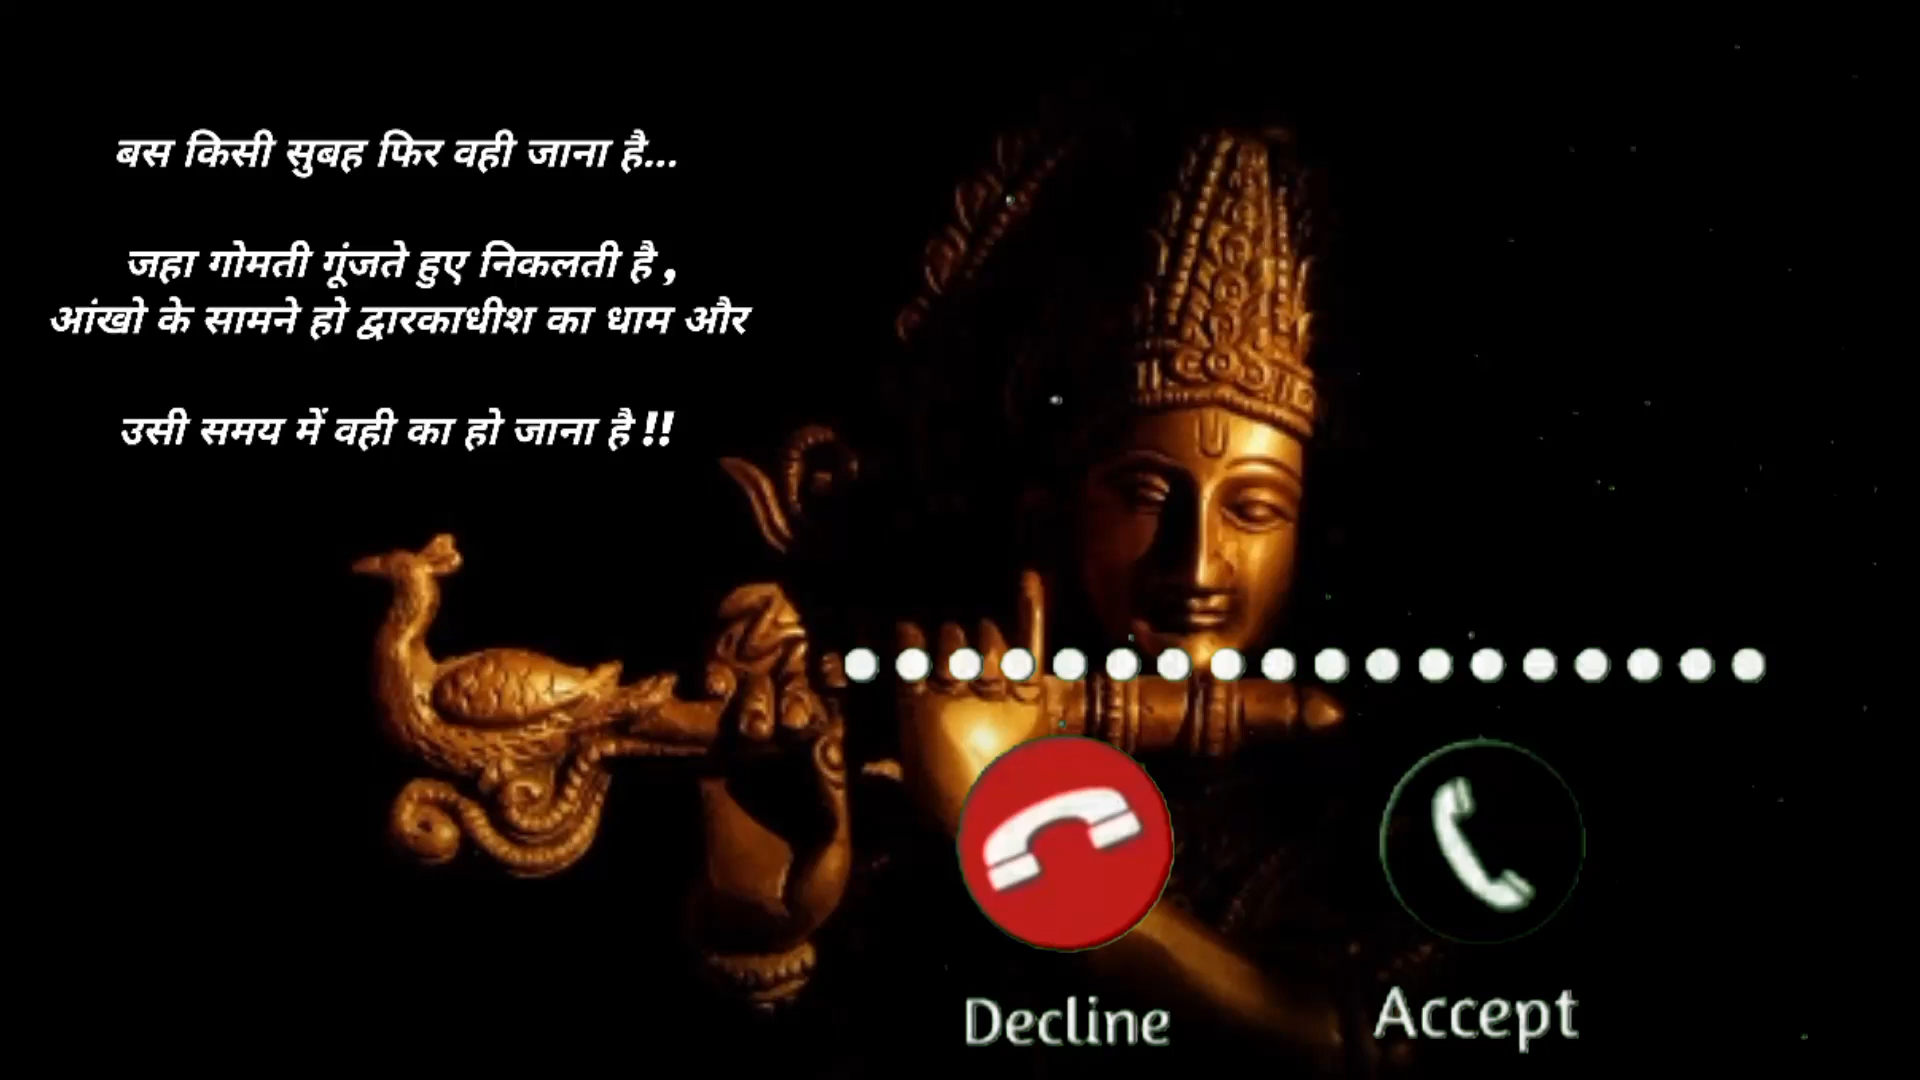 बस किसी सुबह फिर वही जाना है...
जहा गोमती गूंजते हुए निकलती है ,
आंखो के सामने हो द्वारकाधीश का धाम और
उसी समय में वही का हो जाना है !!
Decline
Accept